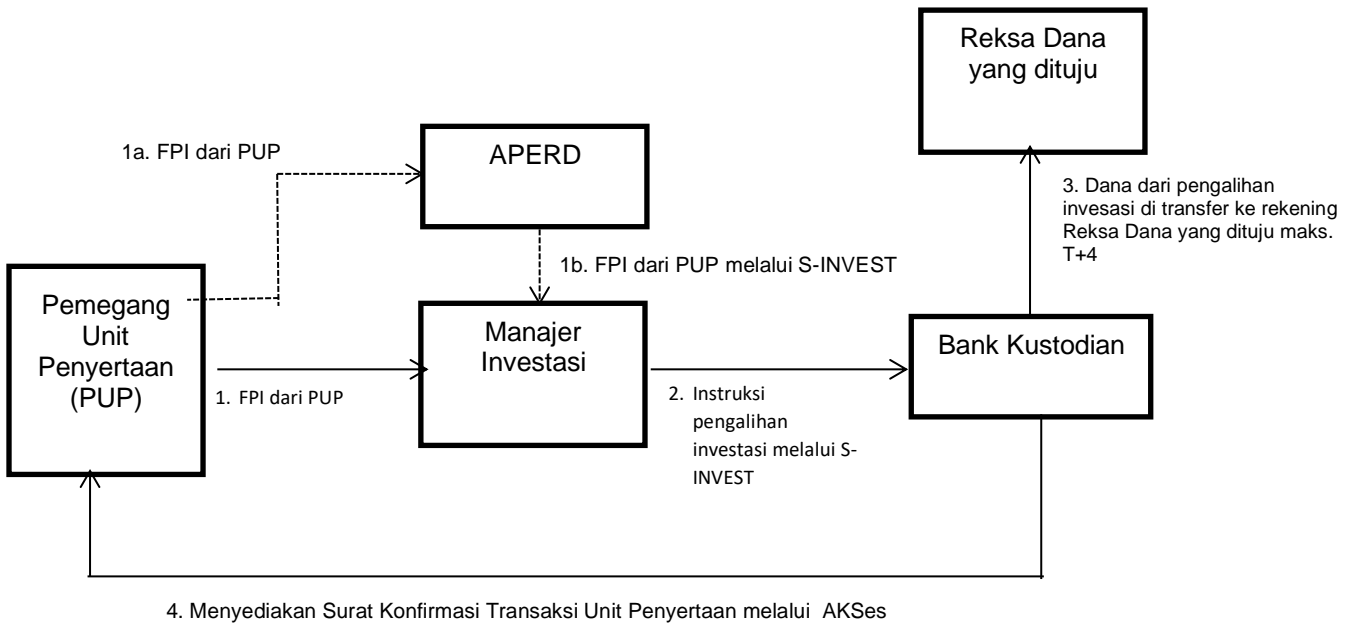 Reksa Dana
yang dituju
1a. FPI dari PUP
APERD
3. Dana dari pengalihan
invesasi di transfer ke rekening
Reksa Dana yang dituju maks.
T+4
1b. FPI dari PUP melalui S-INVEST
Pemegang
Unit
Penyertaan
(PUP)
Manajer
Investasi
Bank Kustodian
1. FPI dari PUP
2. Instruksi
pengalihan
investasi melalui S-
INVEST
4. Menyediakan Surat Konfirmasi Transaksi Unit Penyertaan melalui AKSes